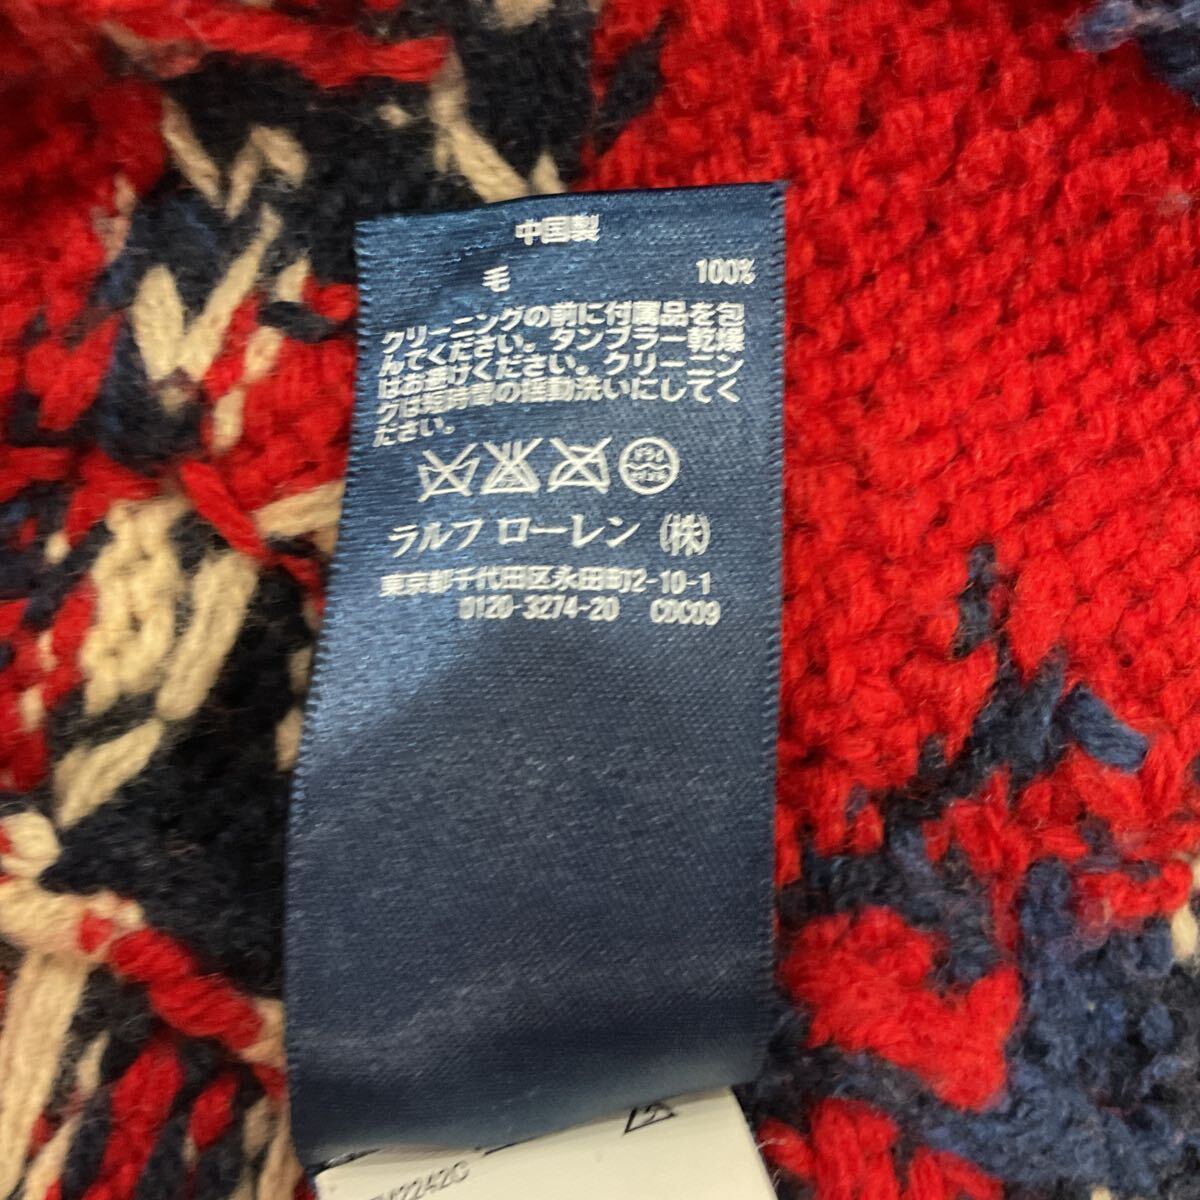 中国製
毛 100%
クリーニングの前に付属品を包
んでください。タンブラー乾燥
はお避けください。クリーニン
グは短時間の揺動洗いにしてく
ださい。
ラルフ ローレン (株)
東京都千代田区永田町2-10-1
0120-3274-20 CDC09